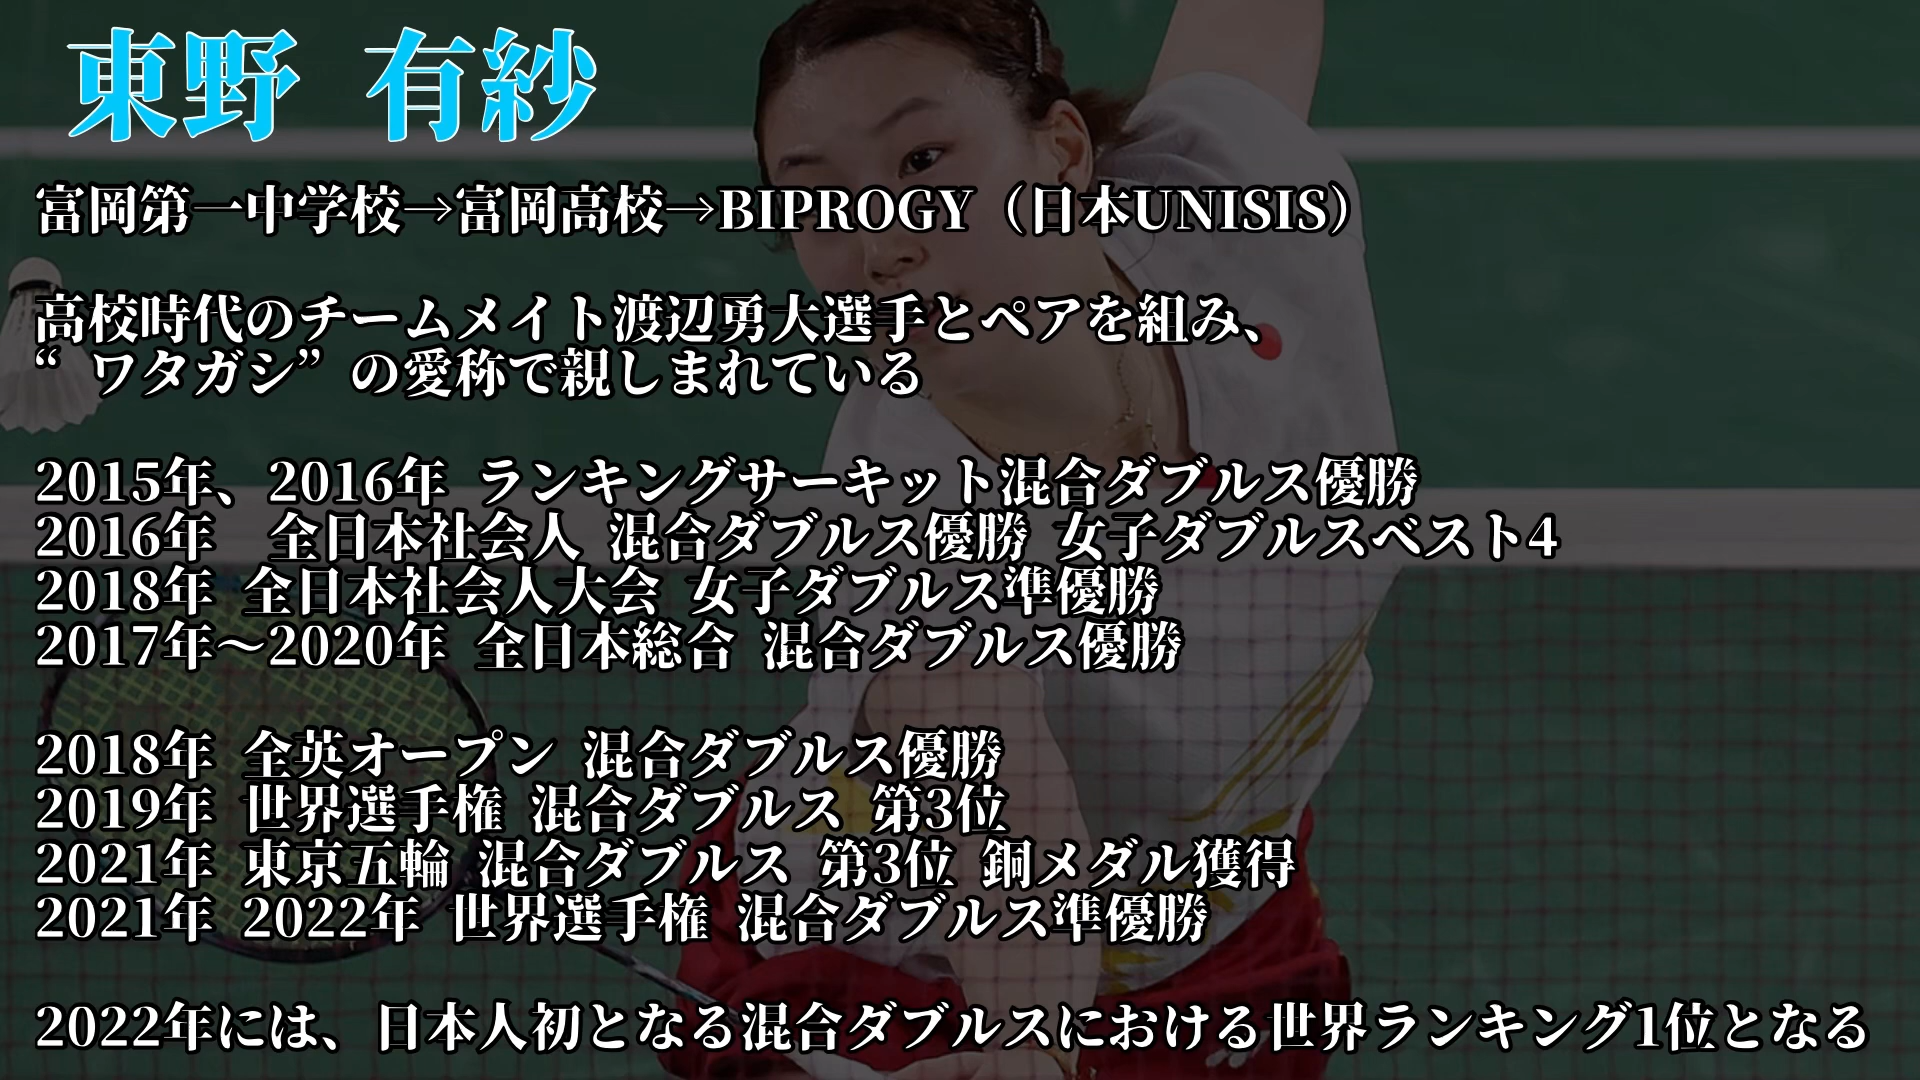 東野 有紗
富岡第一中学校→富岡高校→BIPROGY（日本UNISIS）
高校時代のチームメイト渡辺勇大選手とペアを組み、
“ワタガシ”の愛称で親しまれている
2015年、2016年 ランキングサーキット混合ダブルス優勝
2016年　全日本社会人 混合ダブルス優勝 女子ダブルスベスト4
2018年 全日本社会人大会 女子ダブルス準優勝
2017年～2020年 全日本総合 混合ダブルス優勝
2018年 全英オープン 混合ダブルス優勝
2019年 世界選手権 混合ダブルス 第3位
2021年 東京五輪 混合ダブルス 第3位 銅メダル獲得
2021年 2022年 世界選手権 混合ダブルス準優勝
2022年には、日本人初となる混合ダブルスにおける世界ランキング1位となる